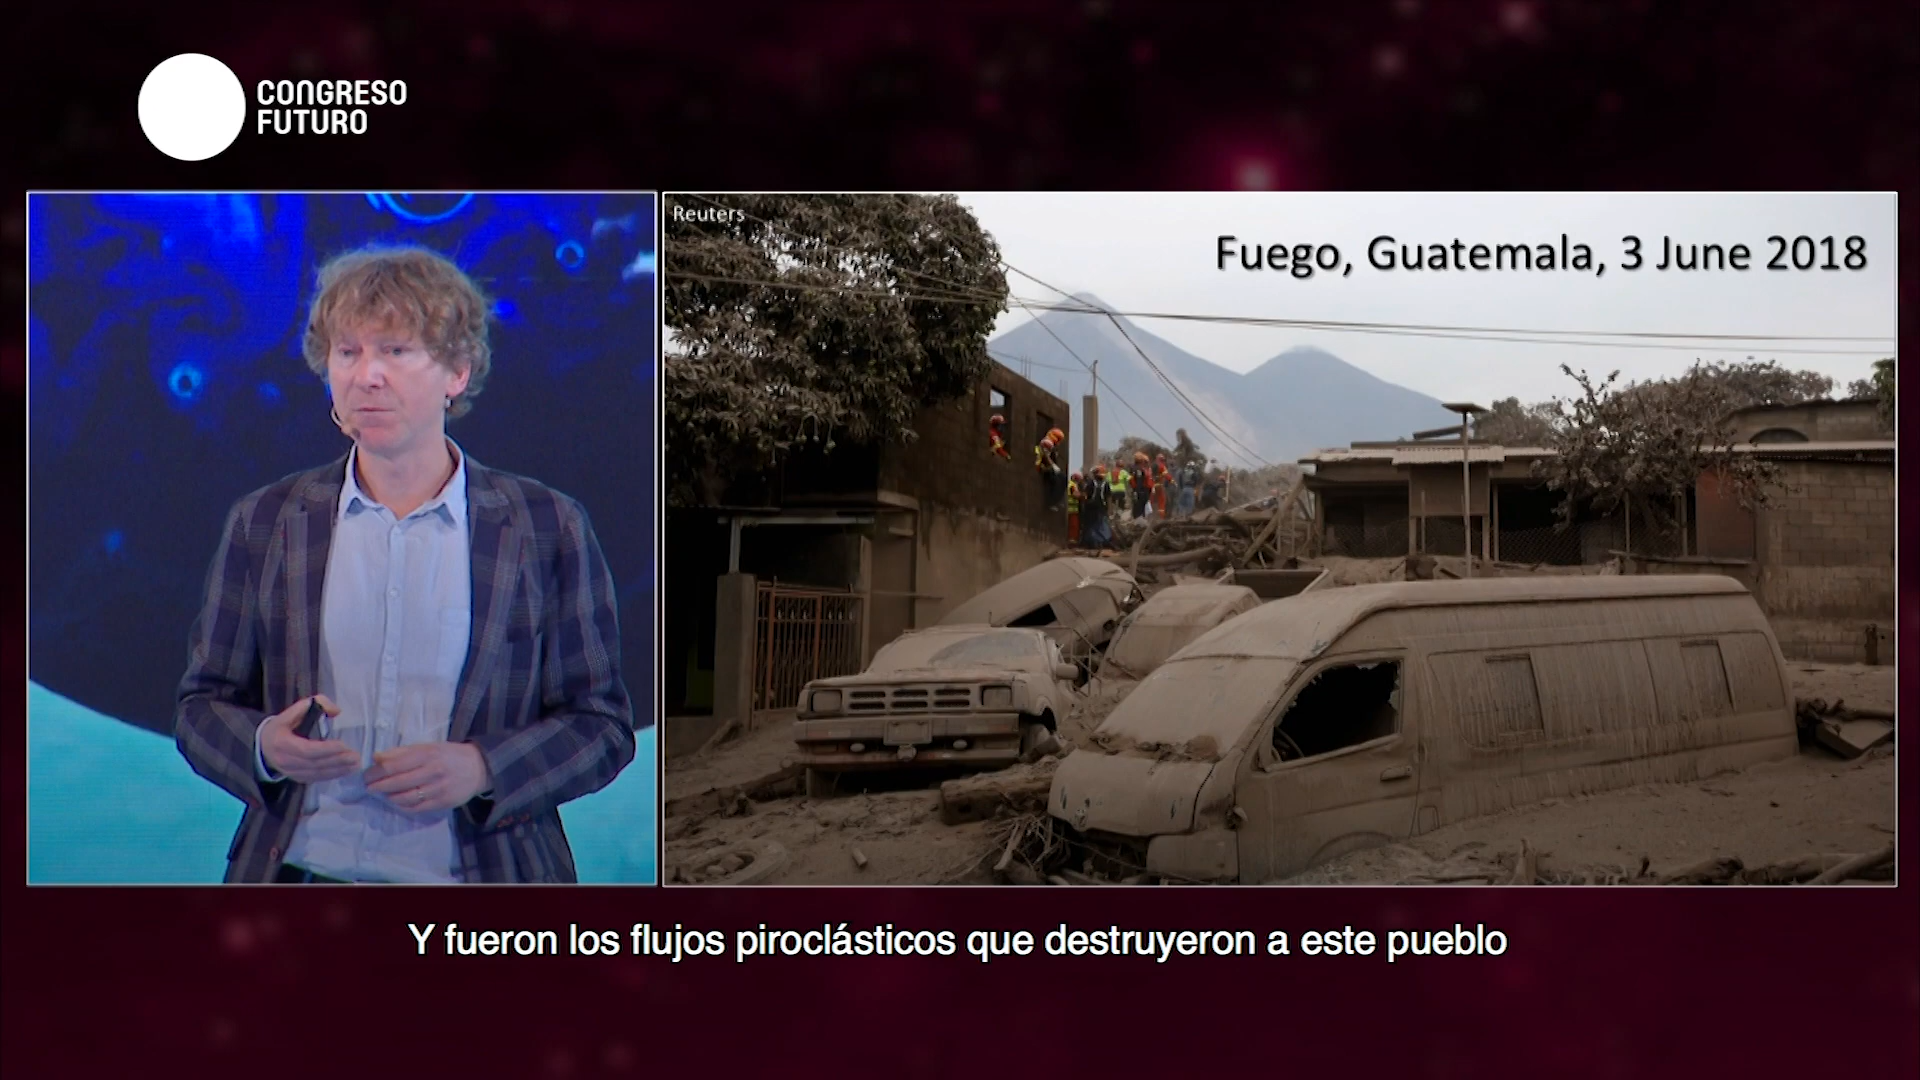 CONGRESO
FUTURO
Reuters
Fuego, Guatemala, 3 June 2018
Y fueron los flujos piroclásticos que destruyeron a este pueblo